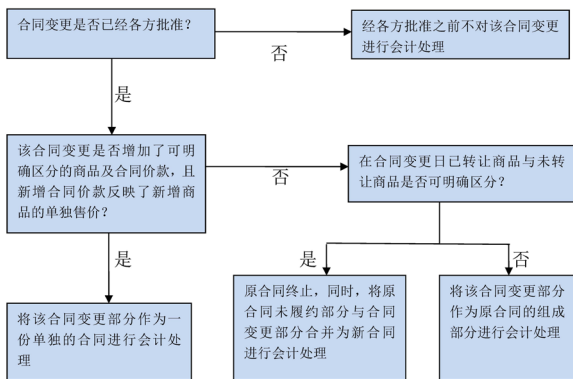 合同变更是否已经各方批准？
否
经各方批准之前不对该合同变更
进行会计处理
是
该合同变更是否增加了可明
确区分的商品及合同价款，且
新增合同价款反映了新增商
品的单独售价？
否
在合同变更日已转让商品与未转
让商品是否可明确区分？
是
将该合同变更部分作为一
份单独的合同进行会计处
理
是
原合同终止，同时，将原
合同未履约部分与合同
变更部分合并为新合同
进行会计处理
否
将该合同变更部分
作为原合同的组成
部分进行会计处理